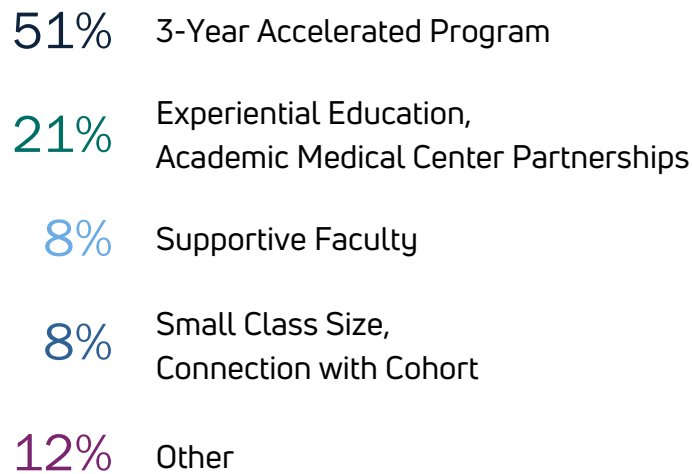 51% 3-Year Accelerated Program
21% Experiential Education,
Academic Medical Center Partnerships
8% Supportive Faculty
8% Small Class Size,
Connection with Cohort
12% Other